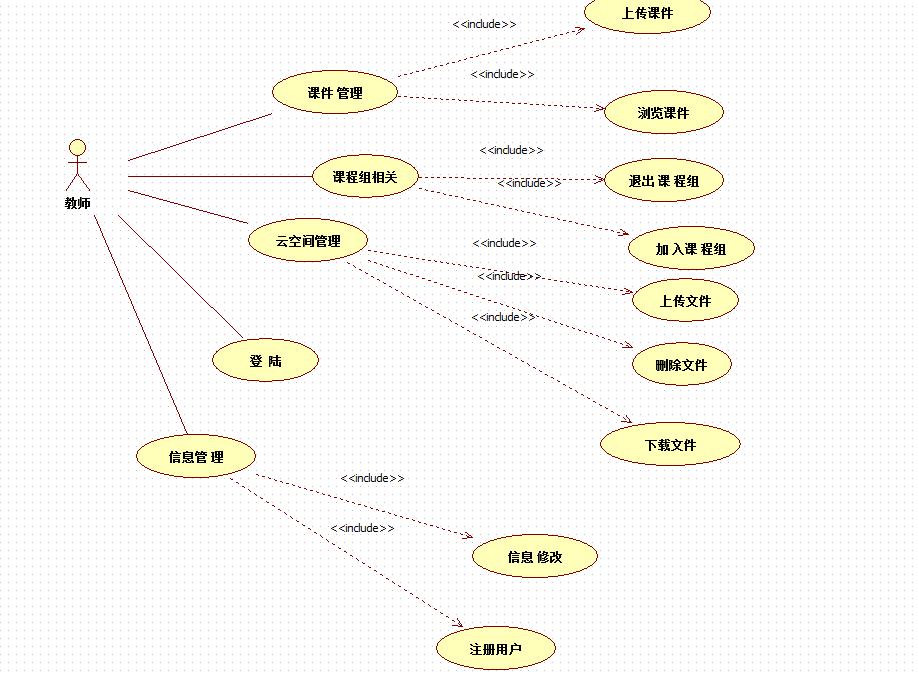 上传课件
<<include>>
<<include>>
课件 管理
浏览课件
<<include>>
课程组相关
<<include>>
退出 课 程组
教师
云空间管理
<<include>>
加 入课 程组
<<include>>
上传文件
<<include>>
登 陆
删除文件
下载文件
信息管 理
<<include>>
<<include>>
信息 修改
注册用户